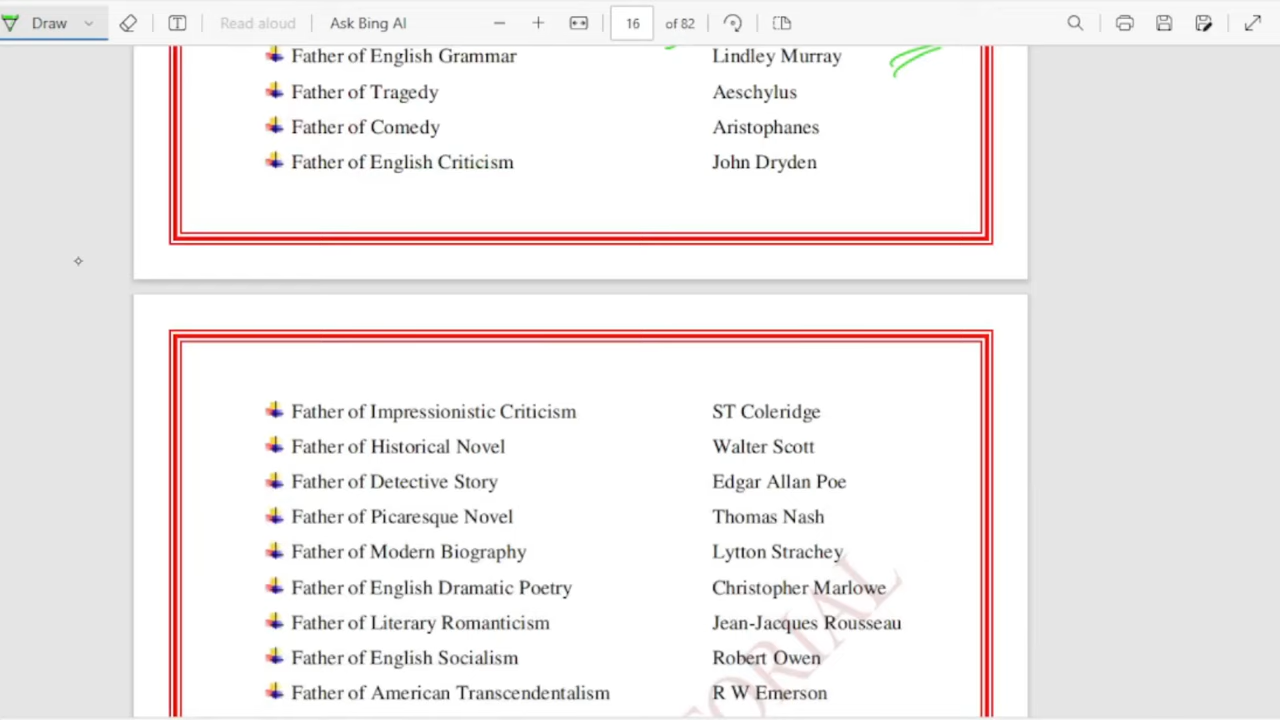 Draw Read aloud Ask Bing AI 16 of 82
Father of English Grammar Lindley Murray
Father of Tragedy Aeschylus
Father of Comedy Aristophanes
Father of English Criticism John Dryden
Father of Impressionistic Criticism ST Coleridge
Father of Historical Novel Walter Scott
Father of Detective Story Edgar Allan Poe
Father of Picaresque Novel Thomas Nash
Father of Modern Biography Lytton Strachey
Father of English Dramatic Poetry Christopher Marlowe
Father of Literary Romanticism Jean-Jacques Rousseau
Father of English Socialism Robert Owen
Father of American Transcendentalism R W Emerson